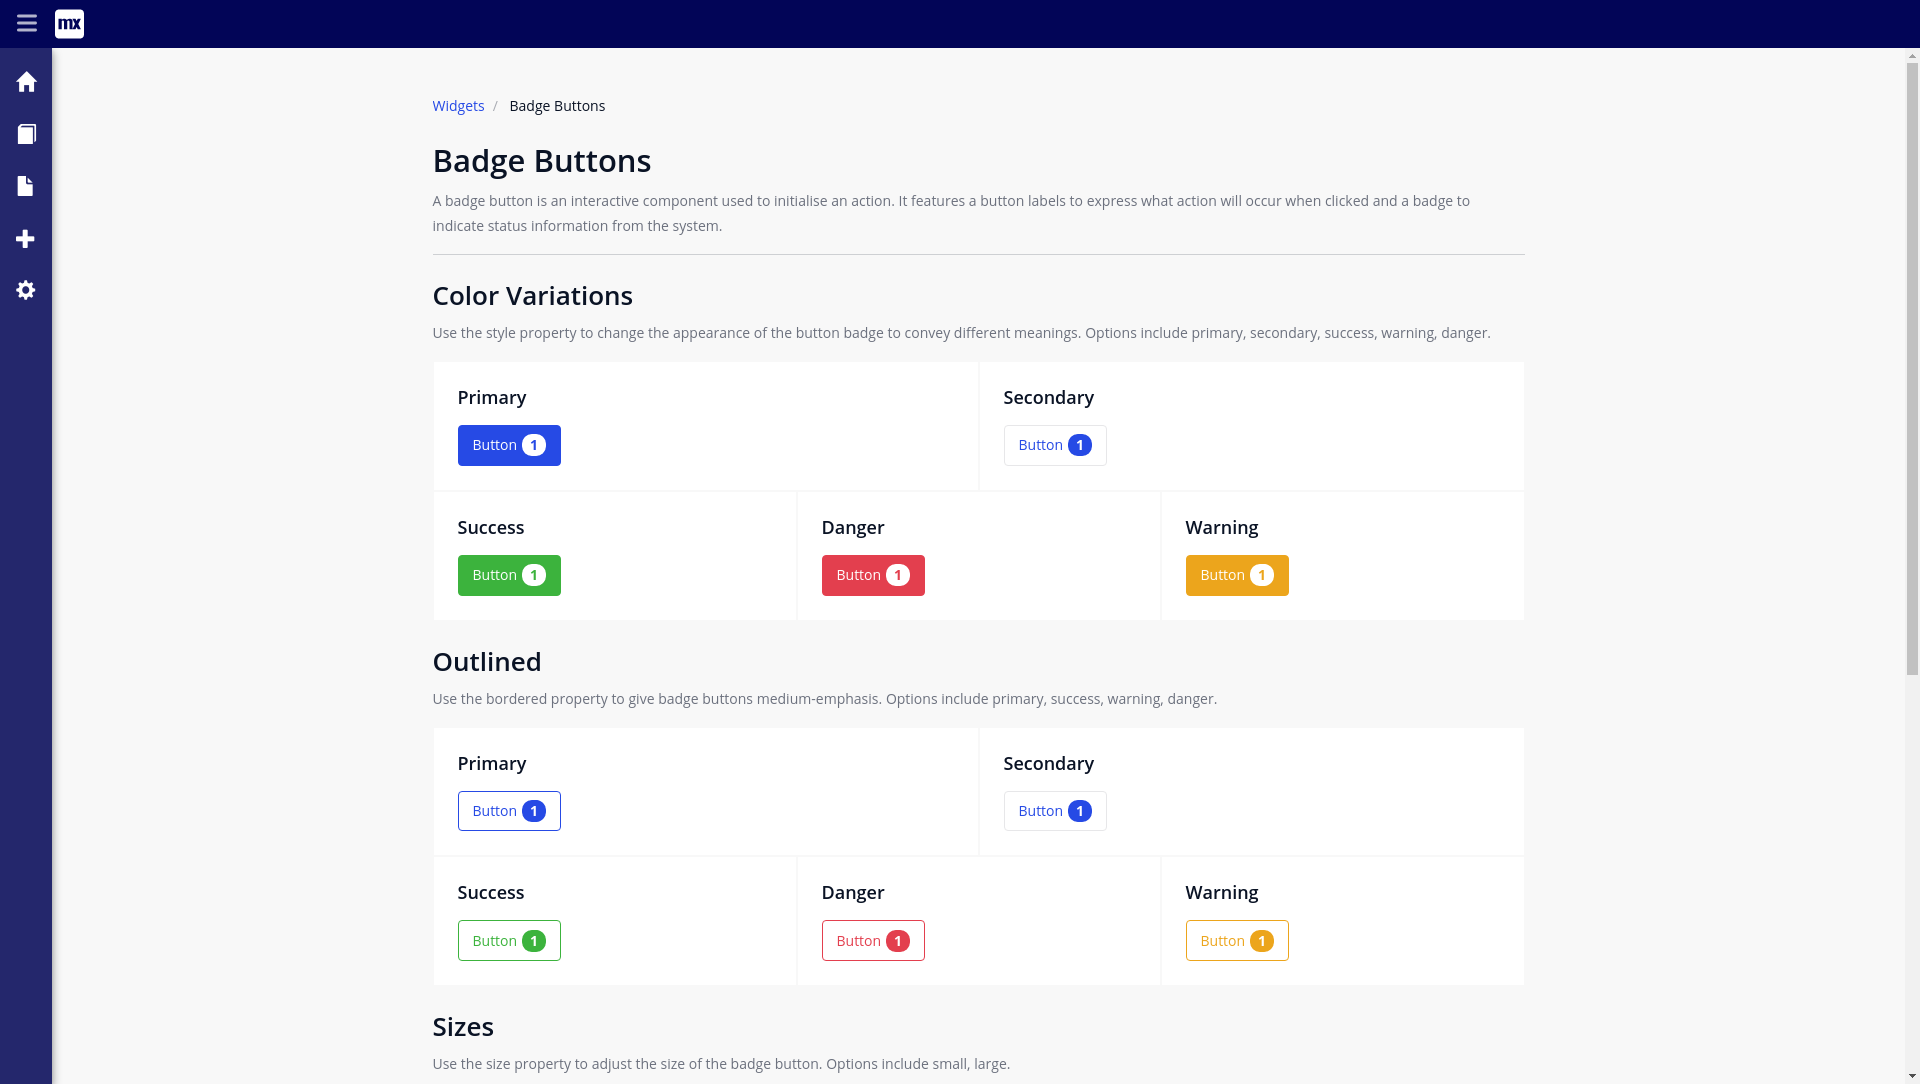 mx
Widgets / Badge Buttons
Badge Buttons
A badge button is an interactive component used to initialise an action. It features a button labels to express what action will occur when clicked and a badge to
indicate status information from the system.
Color Variations
Use the style property to change the appearance of the button badge to convey different meanings. Options include primary, secondary, success, warning, danger.
Primary
Button 1
Secondary
Button 1
Success
Button 1
Danger
Button 1
Warning
Button 1
Outlined
Use the bordered property to give badge buttons medium-emphasis. Options include primary, success, warning, danger.
Primary
Button 1
Secondary
Button 1
Success
Button 1
Danger
Button 1
Warning
Button 1
Sizes
Use the size property to adjust the size of the badge button. Options include small, large.